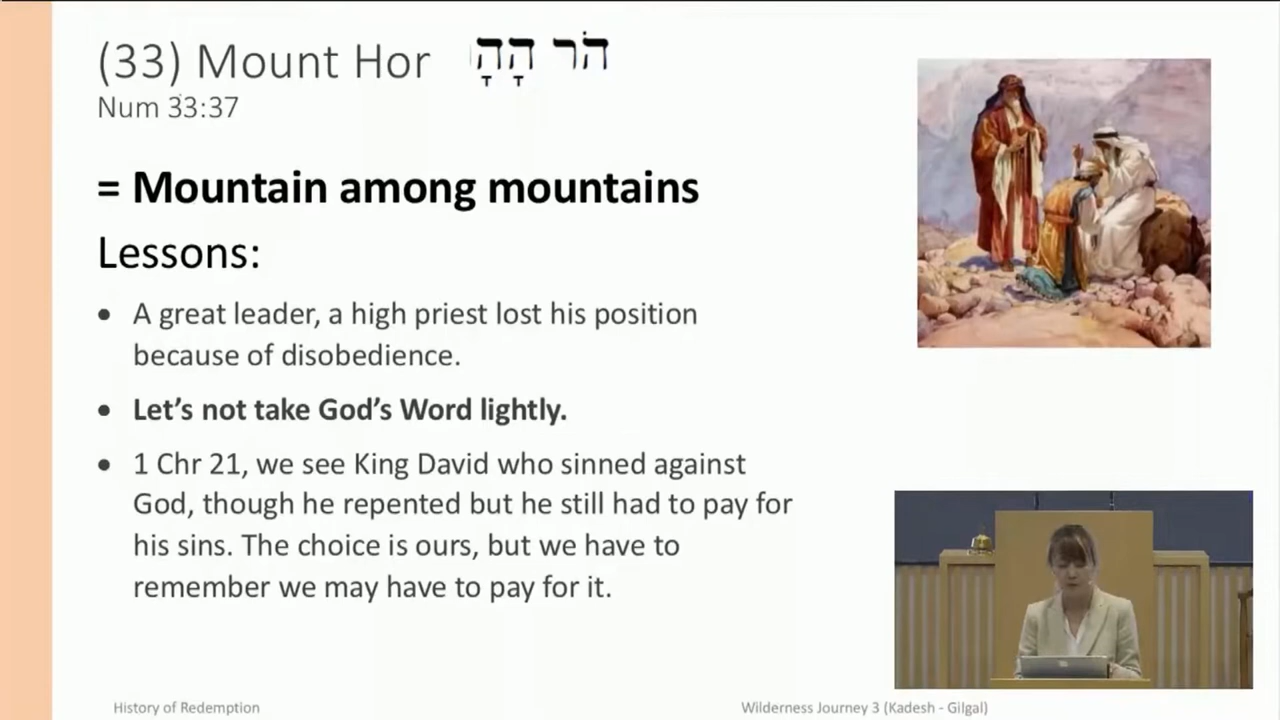 (33) Mount Hor הֹר הָהָ
Num 33:37
= Mountain among mountains
Lessons:
• A great leader, a high priest lost his position
because of disobedience.
• Let's not take God's Word lightly.
• 1 Chr 21, we see King David who sinned against
God, though he repented but he still had to pay for
his sins. The choice is ours, but we have to
remember we may have to pay for it.
History of Redemption
Wilderness Journey 3 (Kadesh - Gilgal)